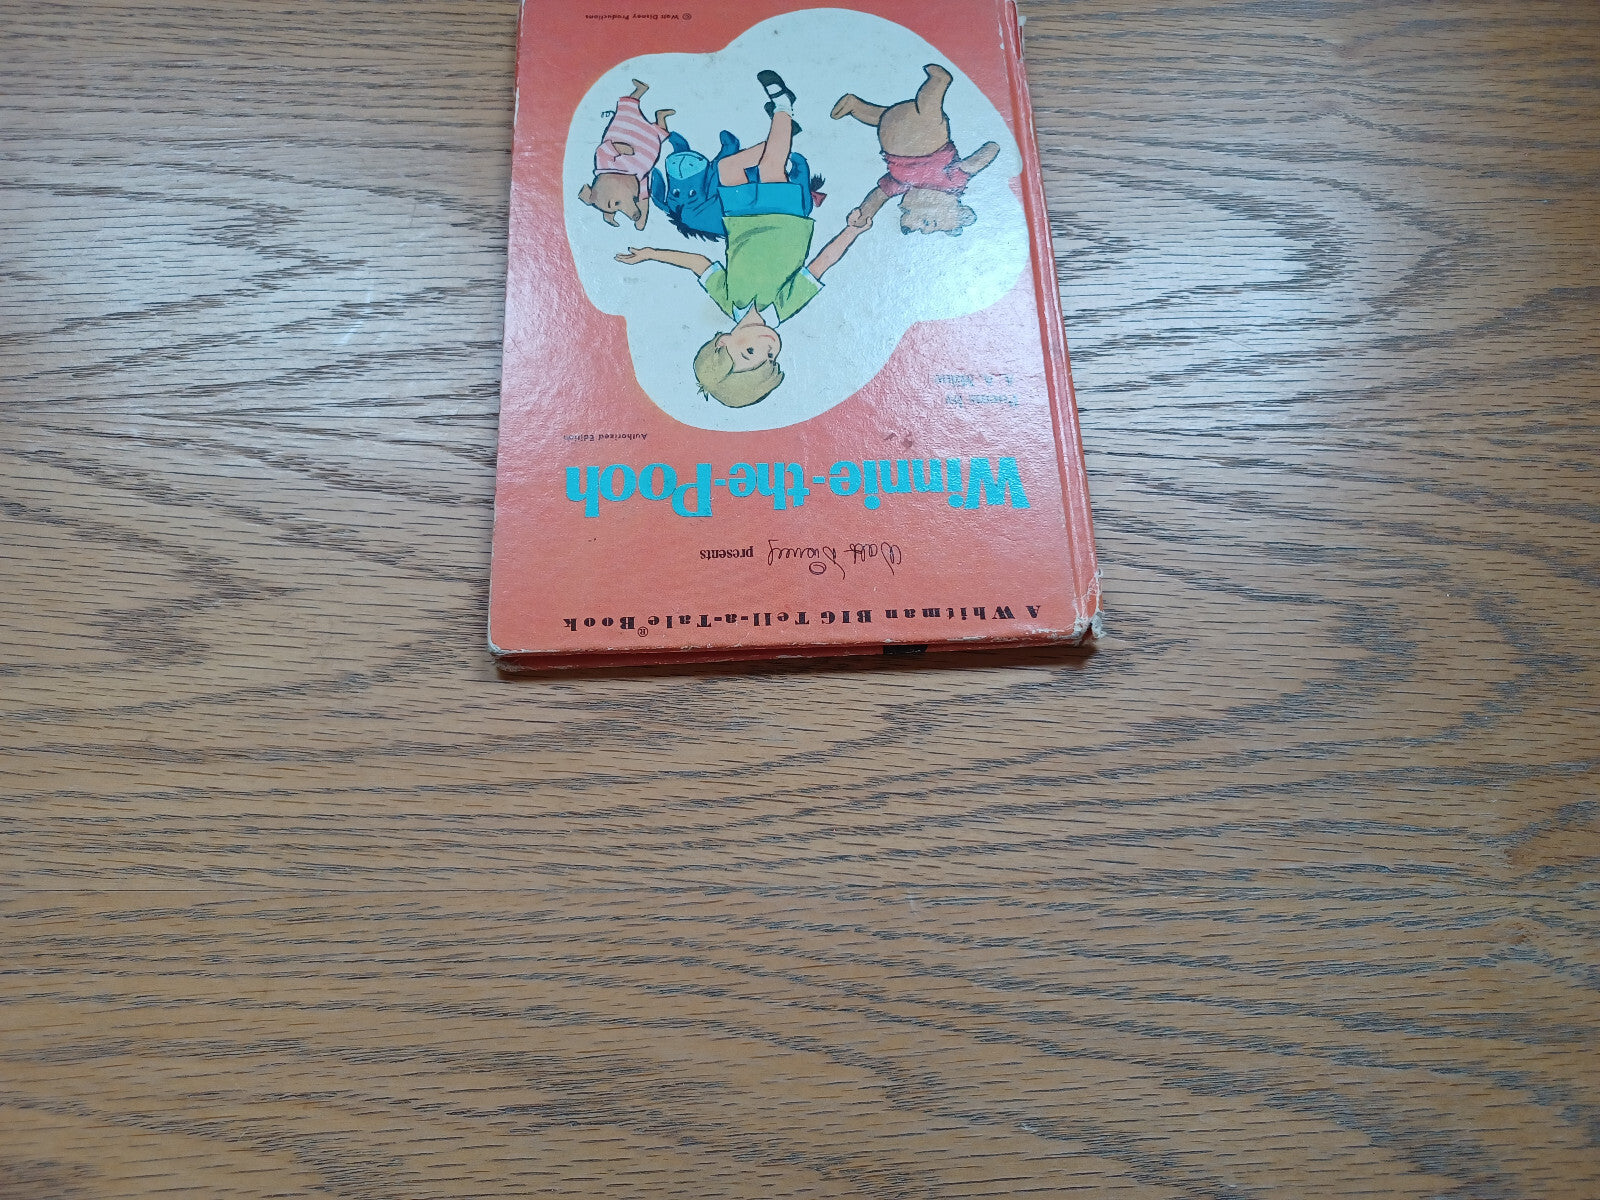 A Whitman BIG Tell-a-Tale® Book
Walt Disney presents
Winnie-the-Pooh
Authorized Edition
Poems by
A. A. Milne
© Walt Disney Productions